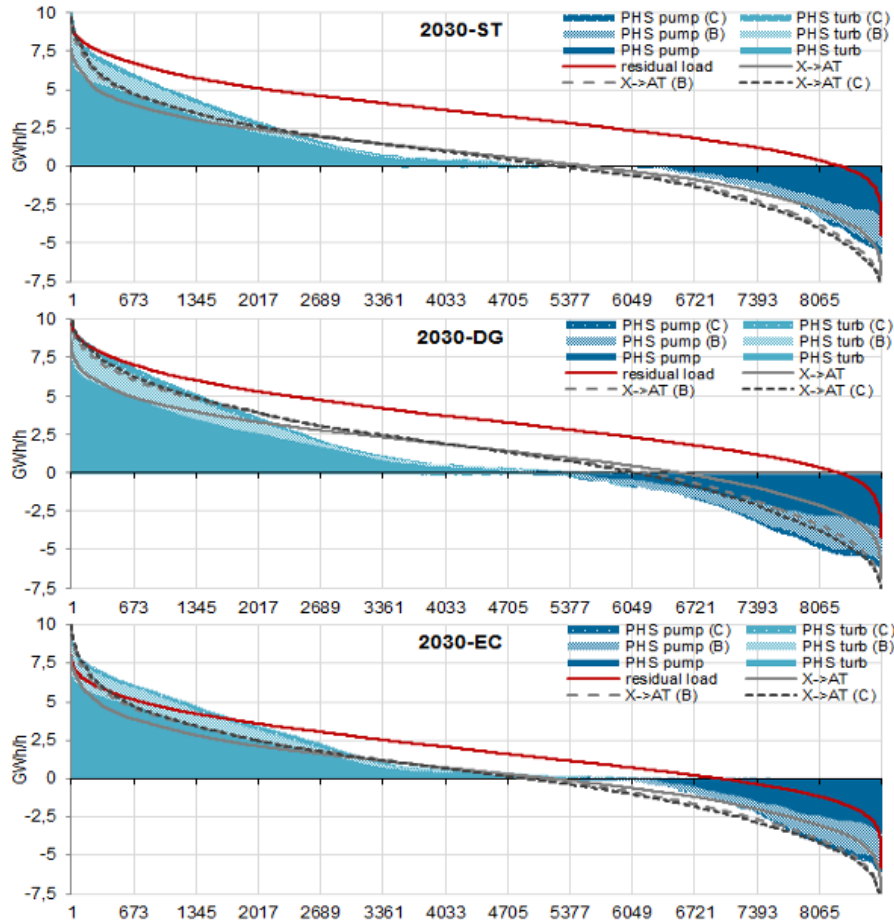 10
7,5
5
2,5
0
-2,5
-5
-7,5
GWh/h
2030-ST
PHS pump (C) PHS turb (C)
PHS pump (B) PHS turb (B)
PHS pump PHS turb
residual load X->AT
X->AT (B) X->AT (C)
1 673 1345 2017 2689 3361 4033 4705 5377 6049 6721 7393 8065
10
7,5
5
2,5
0
-2,5
-5
-7,5
GWh/h
2030-DG
PHS pump (C) PHS turb (C)
PHS pump (B) PHS turb (B)
PHS pump PHS turb
residual load X->AT
X->AT (B) X->AT (C)
1 673 1345 2017 2689 3361 4033 4705 5377 6049 6721 7393 8065
10
7,5
5
2,5
0
-2,5
-5
-7,5
GWh/h
2030-EC
PHS pump (C) PHS turb (C)
PHS pump (B) PHS turb (B)
PHS pump PHS turb
residual load X->AT
X->AT (B) X->AT (C)
1 673 1345 2017 2689 3361 4033 4705 5377 6049 6721 7393 8065